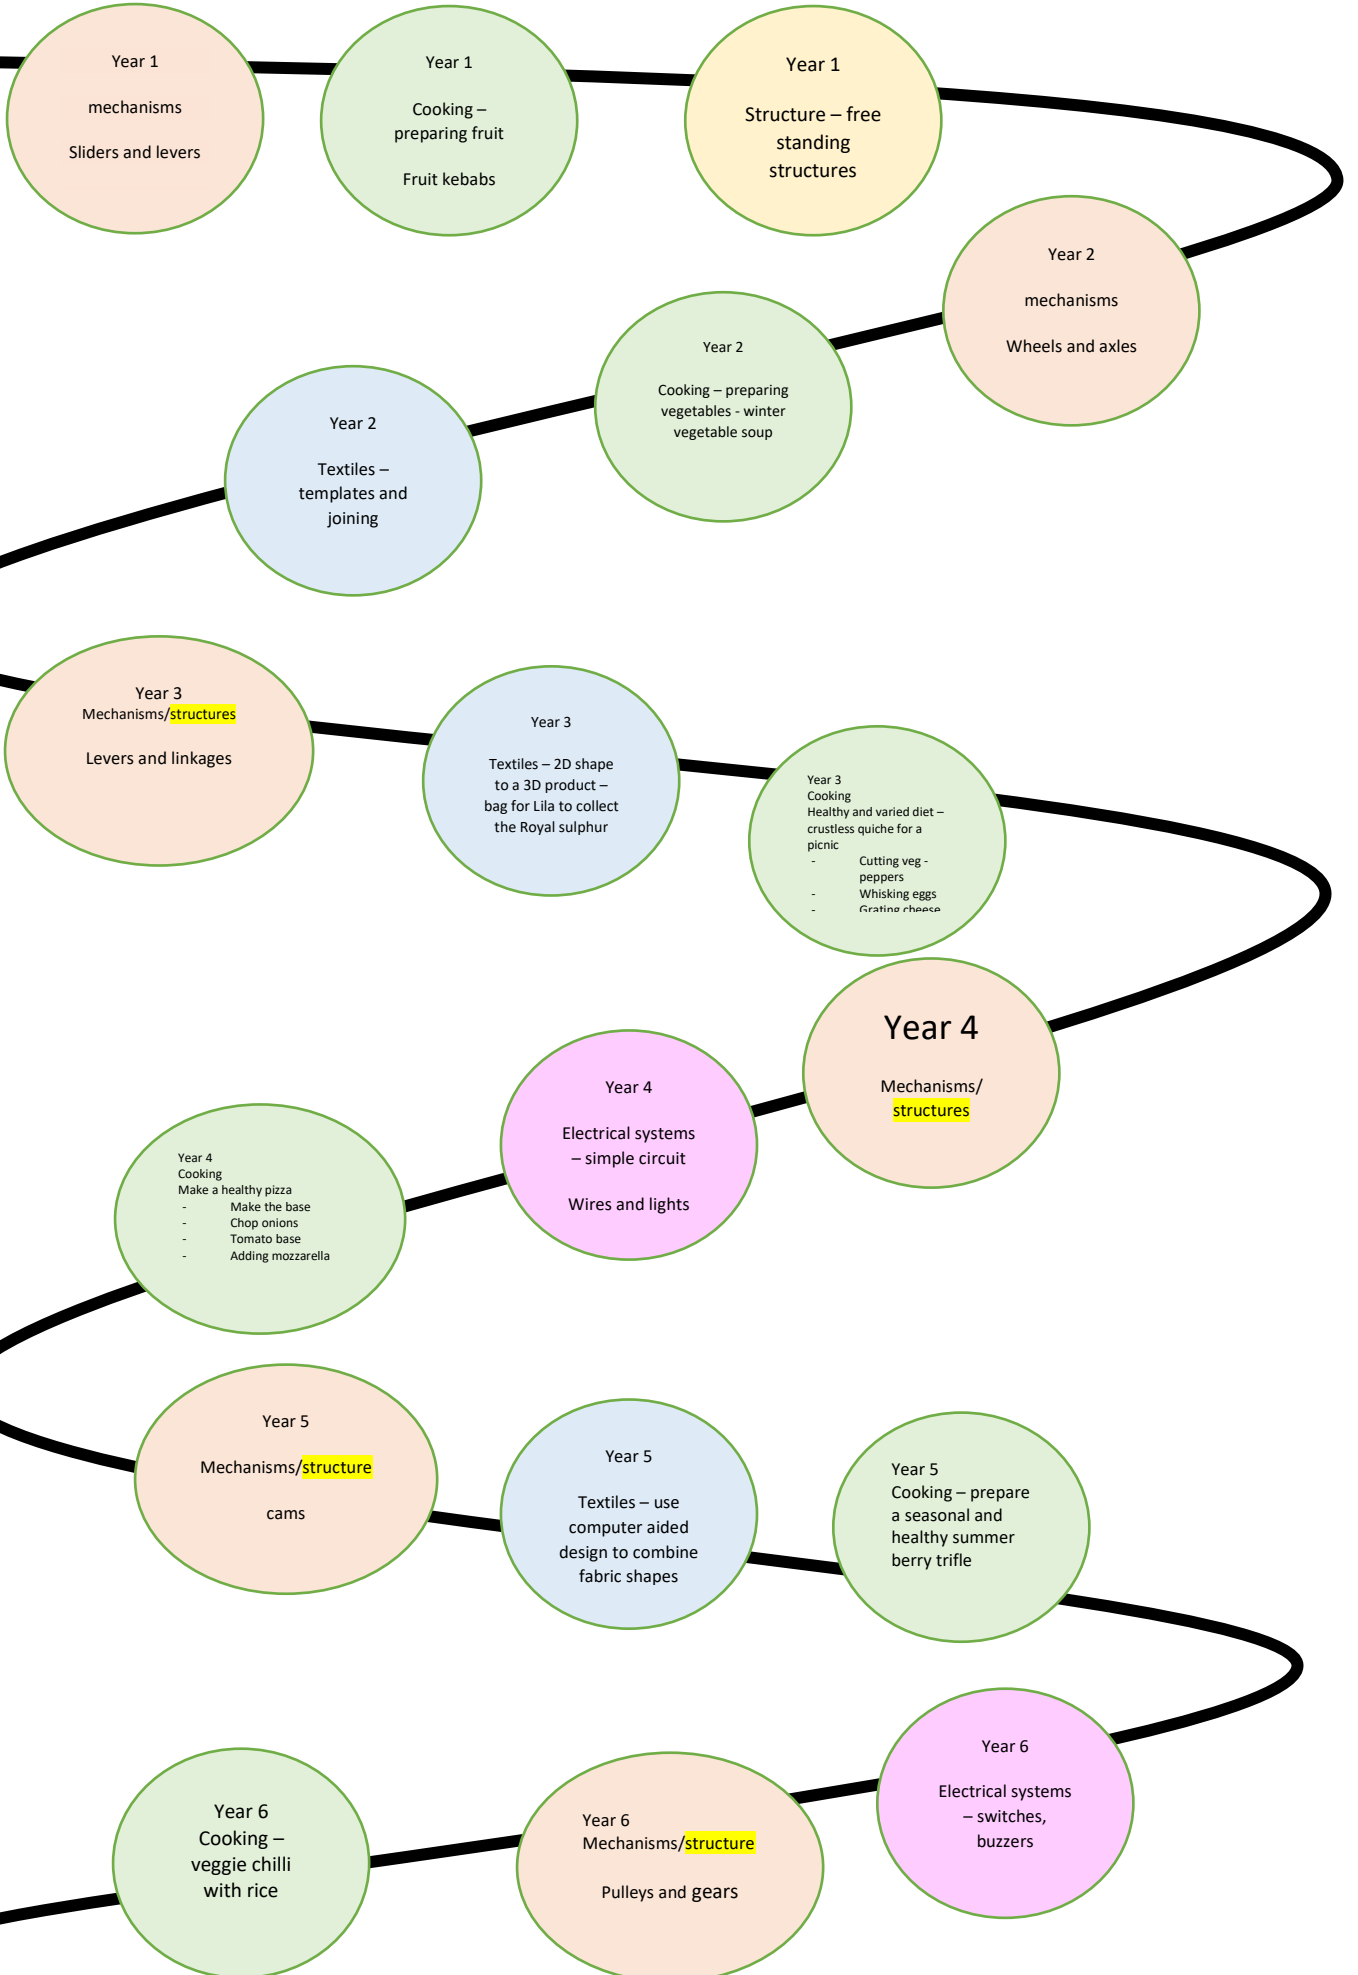 Year 1
mechanisms
Sliders and levers
Year 1
Cooking –
preparing fruit
Fruit kebabs
Year 1
Structure – free
standing
structures
Year 2
mechanisms
Wheels and axles
Year 2
Cooking – preparing
vegetables - winter
vegetable soup
Year 2
Textiles –
templates and
joining
Year 3
Mechanisms/structures
Levers and linkages
Year 3
Textiles – 2D shape
to a 3D product –
bag for Lila to collect
the Royal sulphur
Year 3
Cooking
Healthy and varied diet –
crustless quiche for a
picnic
- Cutting veg -
peppers
- Whisking eggs
- Grating cheese
Year 4
Mechanisms/
structures
Year 4
Electrical systems
– simple circuit
Wires and lights
Year 4
Cooking
Make a healthy pizza
- Make the base
- Chop onions
- Tomato base
- Adding mozzarella
Year 5
Mechanisms/structure
cams
Year 5
Textiles – use
computer aided
design to combine
fabric shapes
Year 5
Cooking – prepare
a seasonal and
healthy summer
berry trifle
Year 6
Electrical systems
– switches,
buzzers
Year 6
Mechanisms/structure
Pulleys and gears
Year 6
Cooking –
veggie chilli
with rice